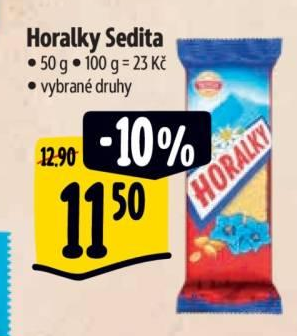 Horalky Sedita
• 50 g • 100 g = 23 Kč
• vybrané druhy
12.90
-10%
11 50
HORALKY